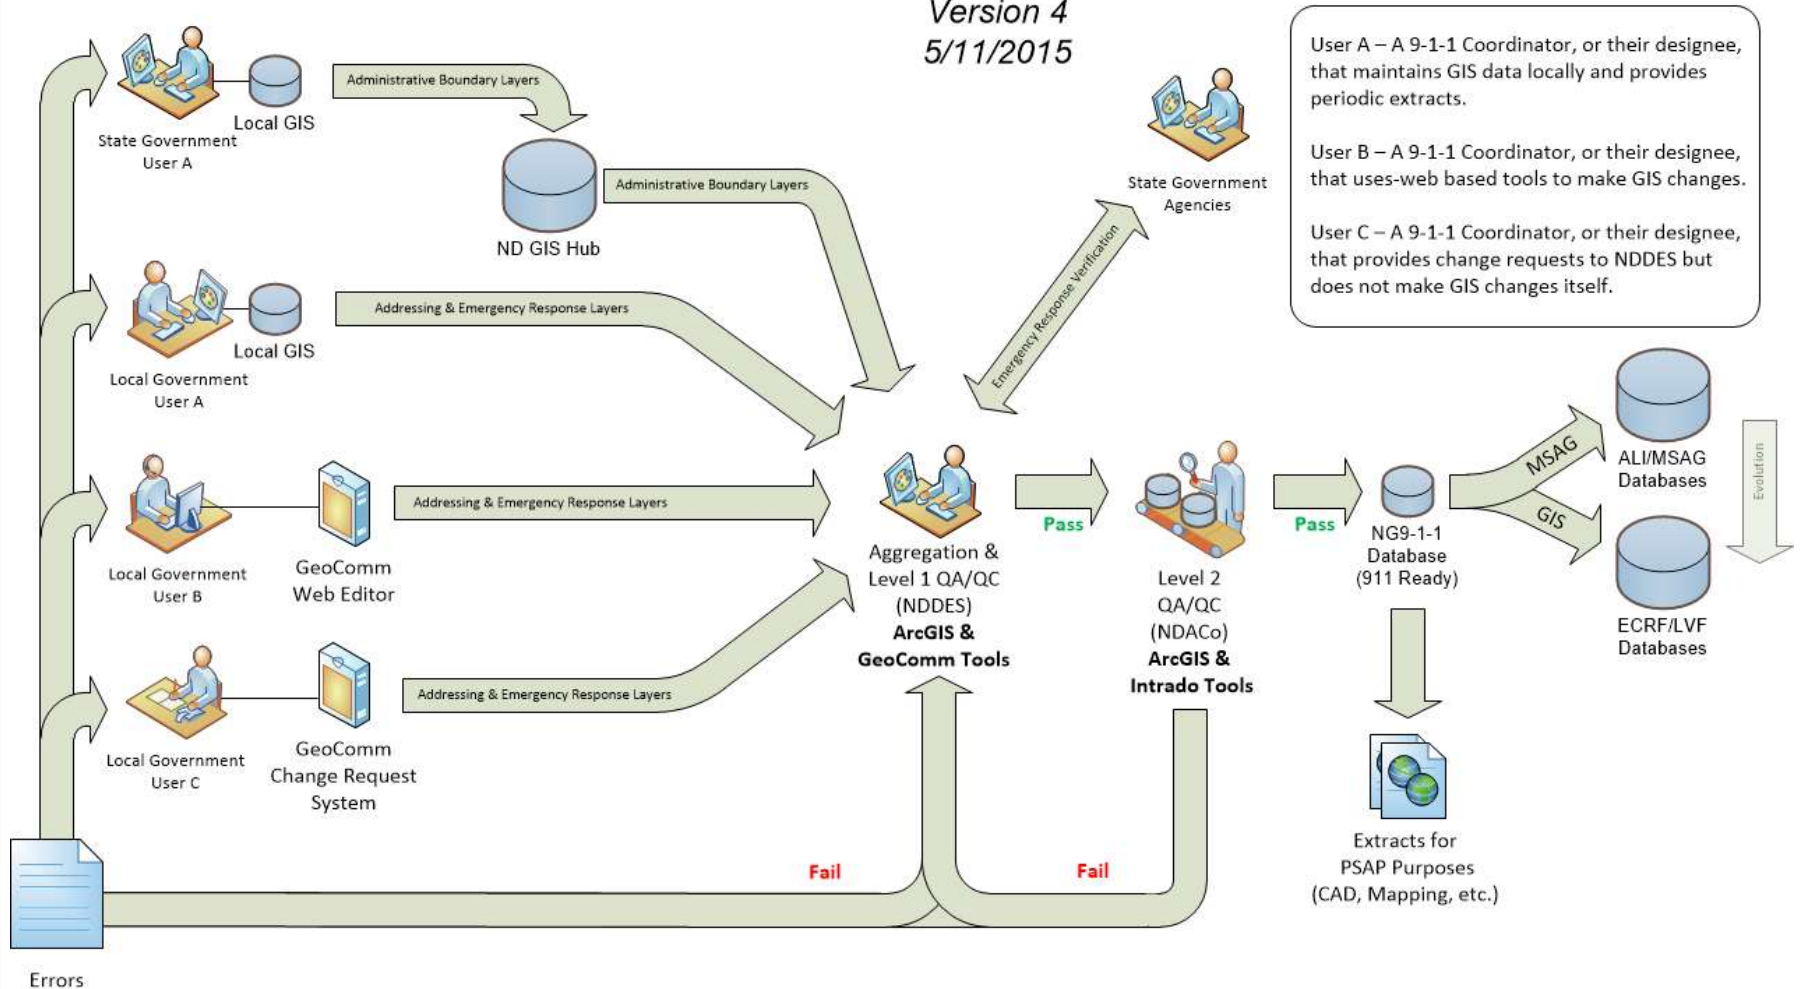 Version 4
5/11/2015
User A – A 9-1-1 Coordinator, or their designee,
that maintains GIS data locally and provides
periodic extracts.
User B – A 9-1-1 Coordinator, or their designee,
that uses-web based tools to make GIS changes.
User C – A 9-1-1 Coordinator, or their designee,
that provides change requests to NDDES but
does not make GIS changes itself.
State Government
User A
Local GIS
Administrative Boundary Layers
ND GIS Hub
Administrative Boundary Layers
State Government
Agencies
Emergency Response Verification
Local Government
User A
Local GIS
Addressing & Emergency Response Layers
Local Government
User B
GeoComm
Web Editor
Addressing & Emergency Response Layers
Local Government
User C
GeoComm
Change Request
System
Addressing & Emergency Response Layers
Aggregation &
Level 1 QA/QC
(NDDES)
ArcGIS &
GeoComm Tools
Pass
Level 2
QA/QC
(NDACo)
ArcGIS &
Intrado Tools
Pass
NG9-1-1
Database
(911 Ready)
MSAG
GIS
ALI/MSAG
Databases
ECRF/LVF
Databases
Evolution
Extracts for
PSAP Purposes
(CAD, Mapping, etc.)
Fail
Fail
Errors